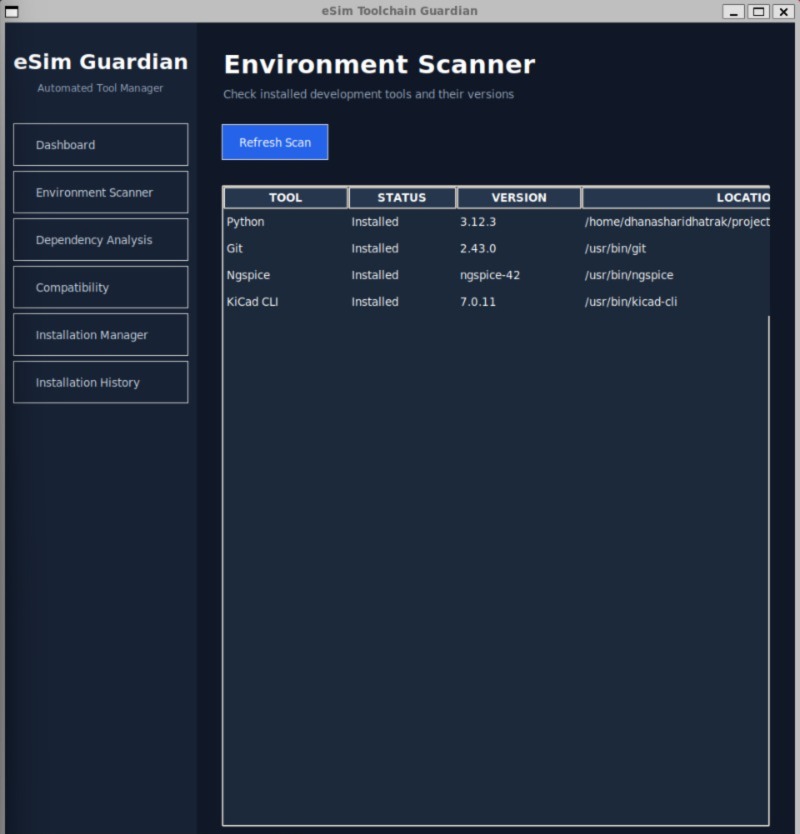 eSim Toolchain Guardian
eSim Guardian
Automated Tool Manager
Dashboard
Environment Scanner
Dependency Analysis
Compatibility
Installation Manager
Installation History
Environment Scanner
Check installed development tools and their versions
Refresh Scan
TOOL STATUS VERSION LOCATIO
Python Installed 3.12.3 /home/dhanasharidhatrak/project
Git Installed 2.43.0 /usr/bin/git
Ngspice Installed ngspice-42 /usr/bin/ngspice
KiCad CLI Installed 7.0.11 /usr/bin/kicad-cli